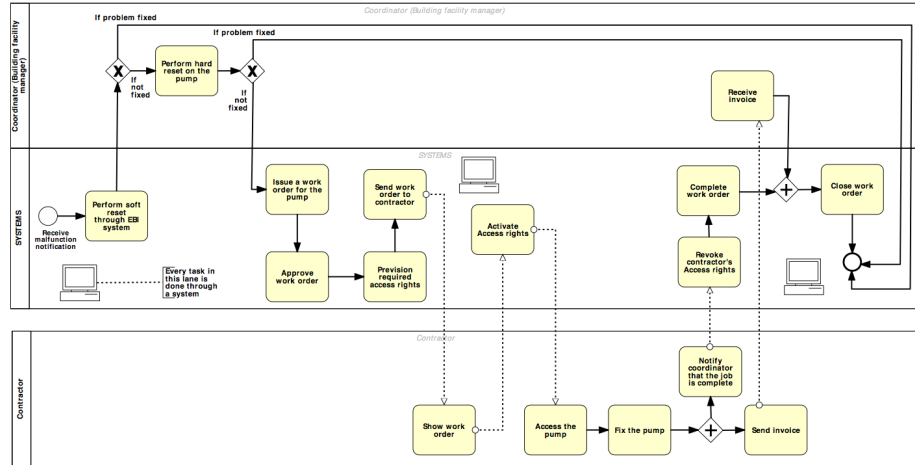 Coordinator (Building facility manager)
Coordinator (Building facility
manager)
If problem fixed
If problem fixed
Perform hard
reset on the
pump
If
not
fixed
If
not
fixed
Receive
invoice
SYSTEMS
SYSTEMS
Receive
malfunction
notification
Perform soft
reset
through EBI
system
Every task in
this lane is
done through
a system
Issue a work
order for the
pump
Approve
work order
Send work
order to
contractor
Prevision
required
access rights
Activate
Access rights
Complete
work order
Revoke
contractor's
Access rights
Close work
order
Contractor
Contractor
Show work
order
Access the
pump
Fix the pump
Notify
coordinator
that the job is
complete
Send invoice